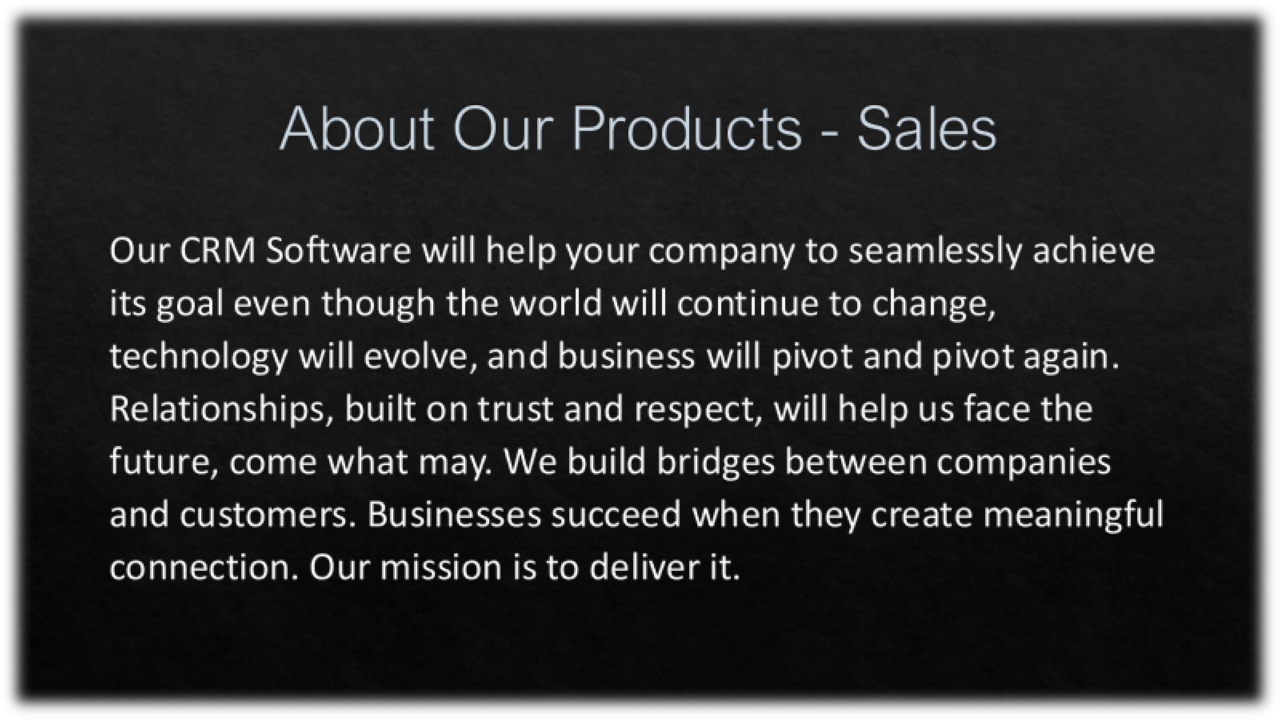 About Our Products - Sales
Our CRM Software will help your company to seamlessly achieve
its goal even though the world will continue to change,
technology will evolve, and business will pivot and pivot again.
Relationships, built on trust and respect, will help us face the
future, come what may. We build bridges between companies
and customers. Businesses succeed when they create meaningful
connection. Our mission is to deliver it.